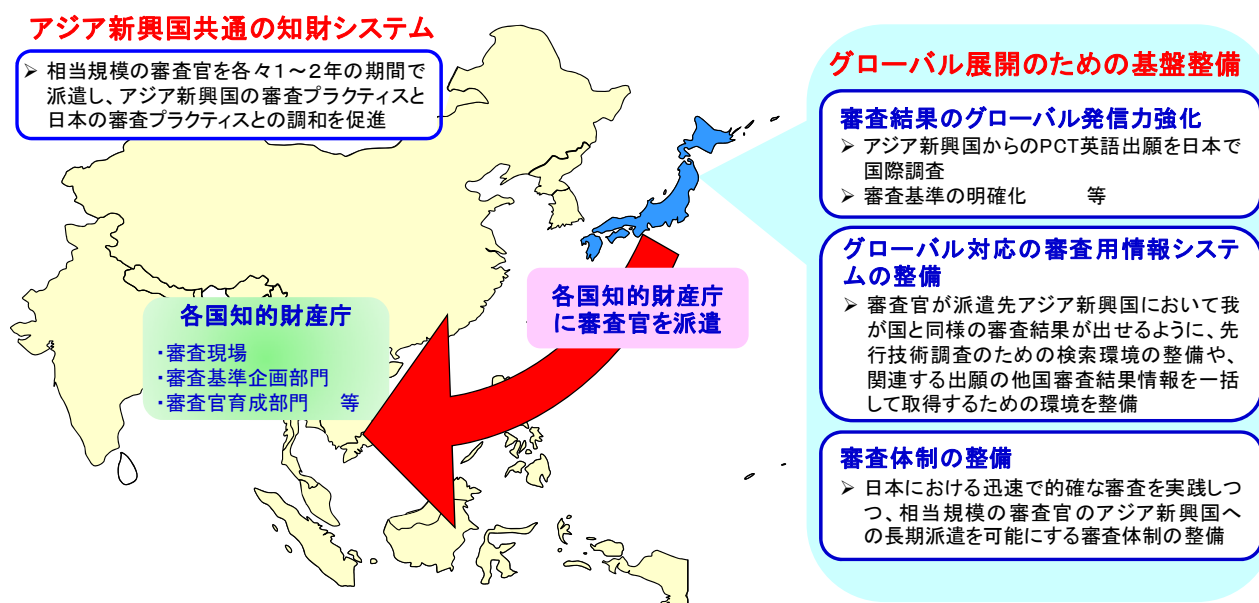 アジア新興国共通の知財システム
➢ 相当規模の審査官を各々1～2年の期間で
派遣し、アジア新興国の審査プラクティスと
日本の審査プラクティスとの調和を促進
各国知的財産庁
・審査現場
・審査基準企画部門
・審査官育成部門　等
各国知的財産庁
に審査官を派遣
グローバル展開のための基盤整備
審査結果のグローバル発信力強化
➢ アジア新興国からのPCT英語出願を日本で
国際調査
➢ 審査基準の明確化　　等
グローバル対応の審査用情報システ
ムの整備
➢ 審査官が派遣先アジア新興国において我
が国と同様の審査結果が出せるように、先
行技術調査のための検索環境の整備や、
関連する出願の他国審査結果情報を一括
して取得するための環境を整備
審査体制の整備
➢ 日本における迅速で的確な審査を実践しつ
つ、相当規模の審査官のアジア新興国へ
の長期派遣を可能にする審査体制の整備